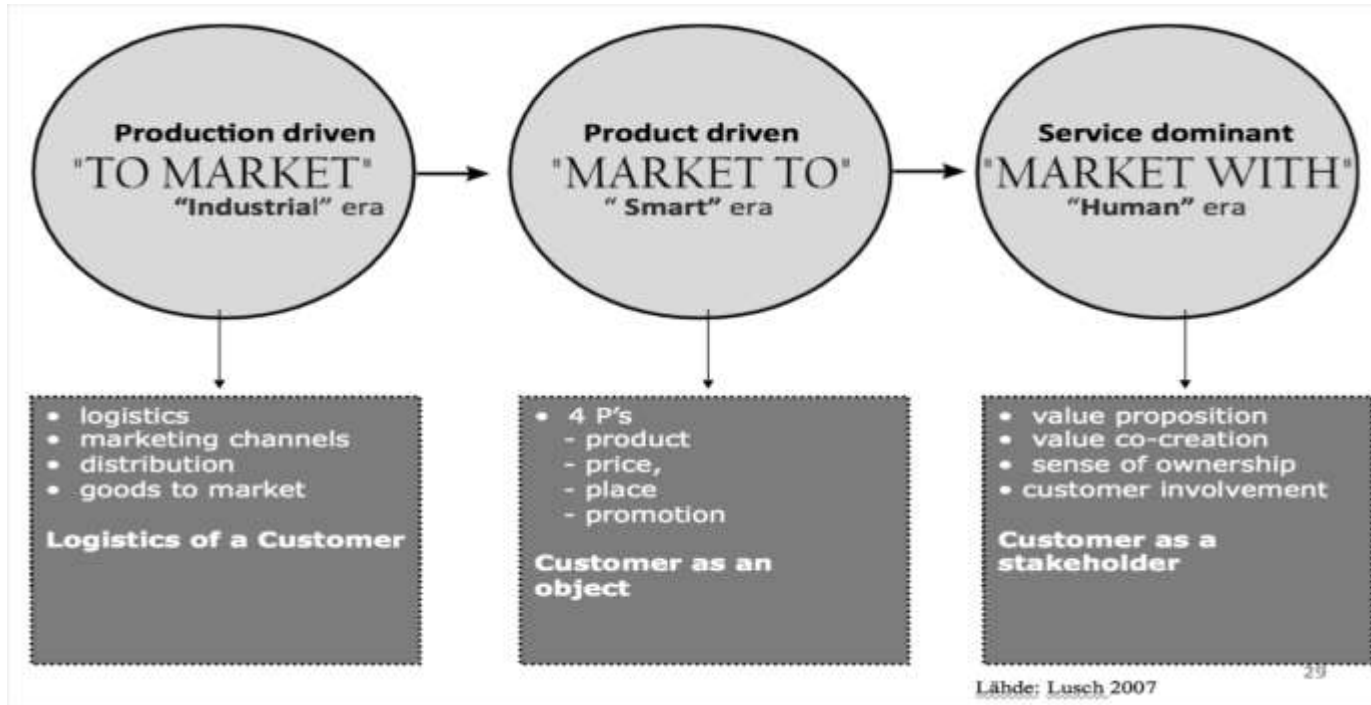 Production driven
"TO MARKET"
“Industrial” era
Product driven
"MARKET TO"
“ Smart” era
Service dominant
"MARKET WITH"
“Human” era
• logistics
• marketing channels
• distribution
• goods to market
Logistics of a Customer
• 4 P’s
- product
- price,
- place
- promotion
Customer as an
object
• value proposition
• value co-creation
• sense of ownership
• customer involvement
Customer as a
stakeholder
29
Lähde: Lusch 2007